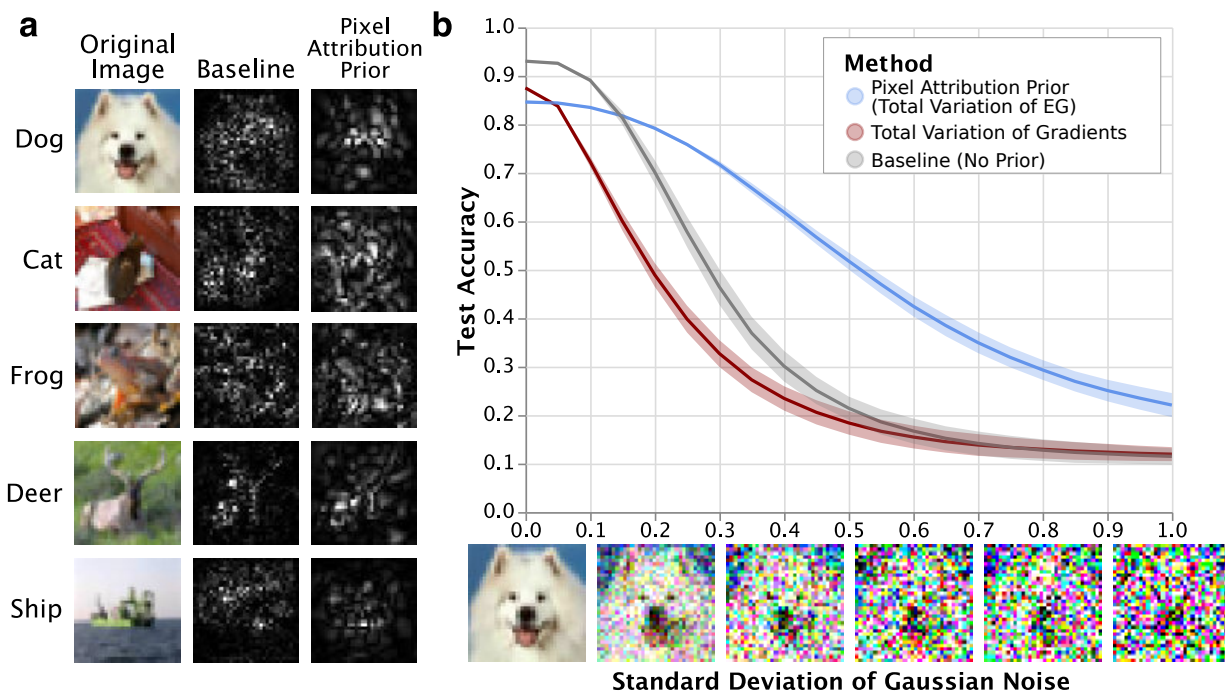 a
Original
Image
Baseline
Pixel
Attribution
Prior
Dog
Cat
Frog
Deer
Ship
b
1.0
0.9
0.8
0.7
0.6
0.5
0.4
0.3
0.2
0.1
0.0
Test Accuracy
Method
Pixel Attribution Prior
(Total Variation of EG)
Total Variation of Gradients
Baseline (No Prior)
0.0 0.1 0.2 0.3 0.4 0.5 0.6 0.7 0.8 0.9 1.0
Standard Deviation of Gaussian Noise